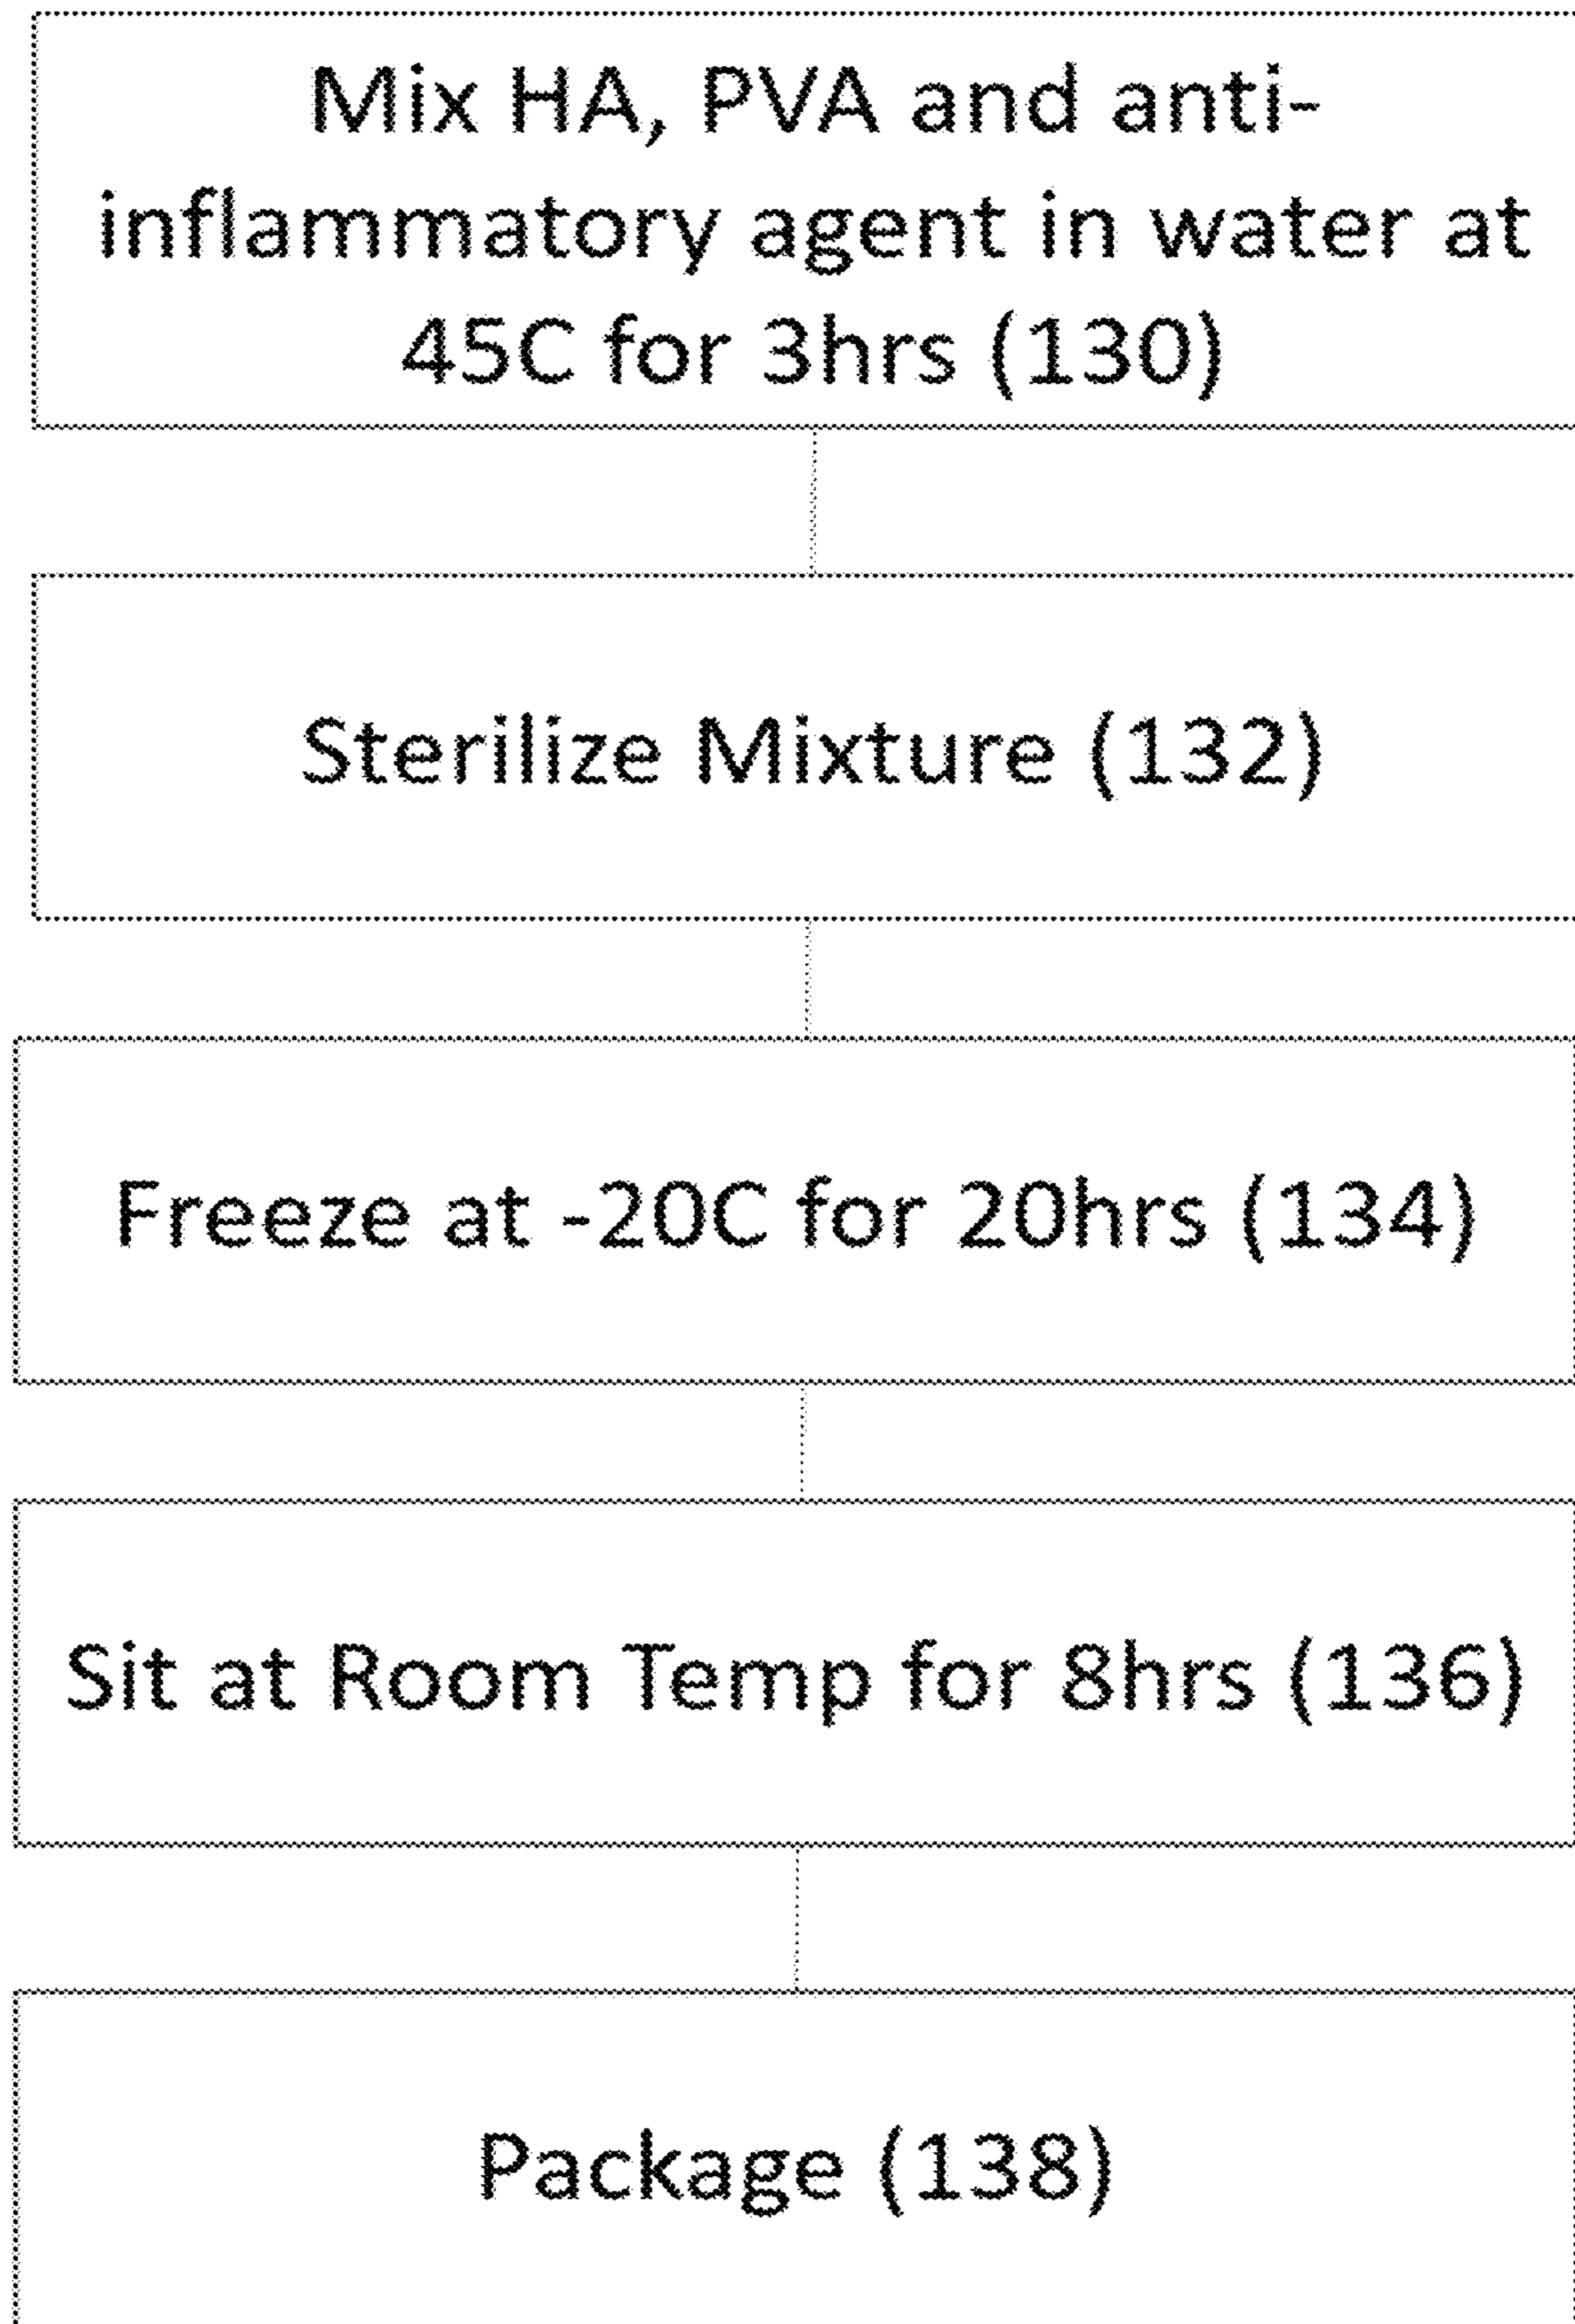 Mix HA, PVA and anti-
inflammatory agent in water at
45C for 3hrs (130)
Sterilize Mixture (132)
Freeze at -20C for 20hrs (134)
Sit at Room Temp for 8hrs (136)
Package (138)